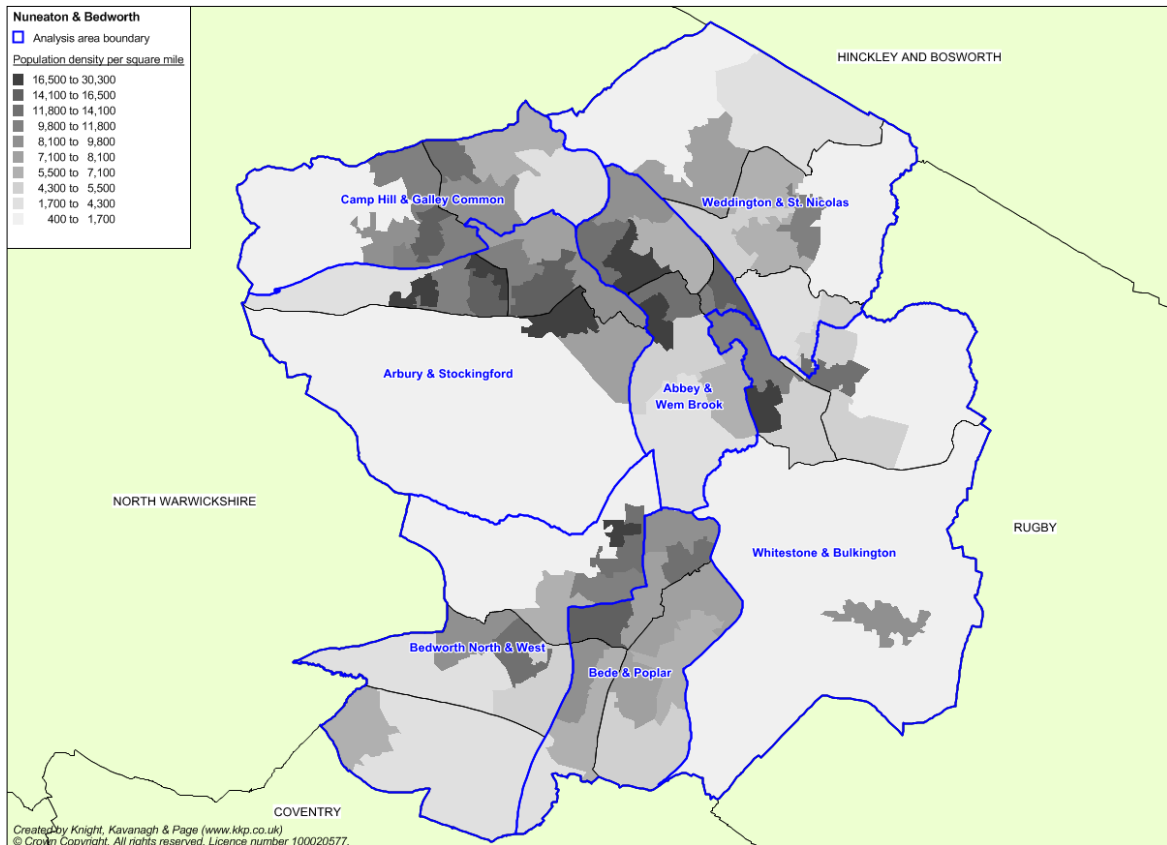 Nuneaton & Bedworth
Analysis area boundary
Population density per square mile
16,500 to 30,300
14,100 to 16,500
11,800 to 14,100
9,800 to 11,800
8,100 to 9,800
7,100 to 8,100
5,500 to 7,100
4,300 to 5,500
1,700 to 4,300
400 to 1,700
HINCKLEY AND BOSWORTH
Camp Hill & Galley Common
Weddington & St. Nicolas
Arbury & Stockingford
Abbey &
Wem Brook
NORTH WARWICKSHIRE
RUGBY
Whitestone & Bulkington
Bedworth North & West
Bede & Poplar
COVENTRY
Created by Knight, Kavanagh & Page (www.kkp.co.uk)
© Crown Copyright. All rights reserved. Licence number 100020577.